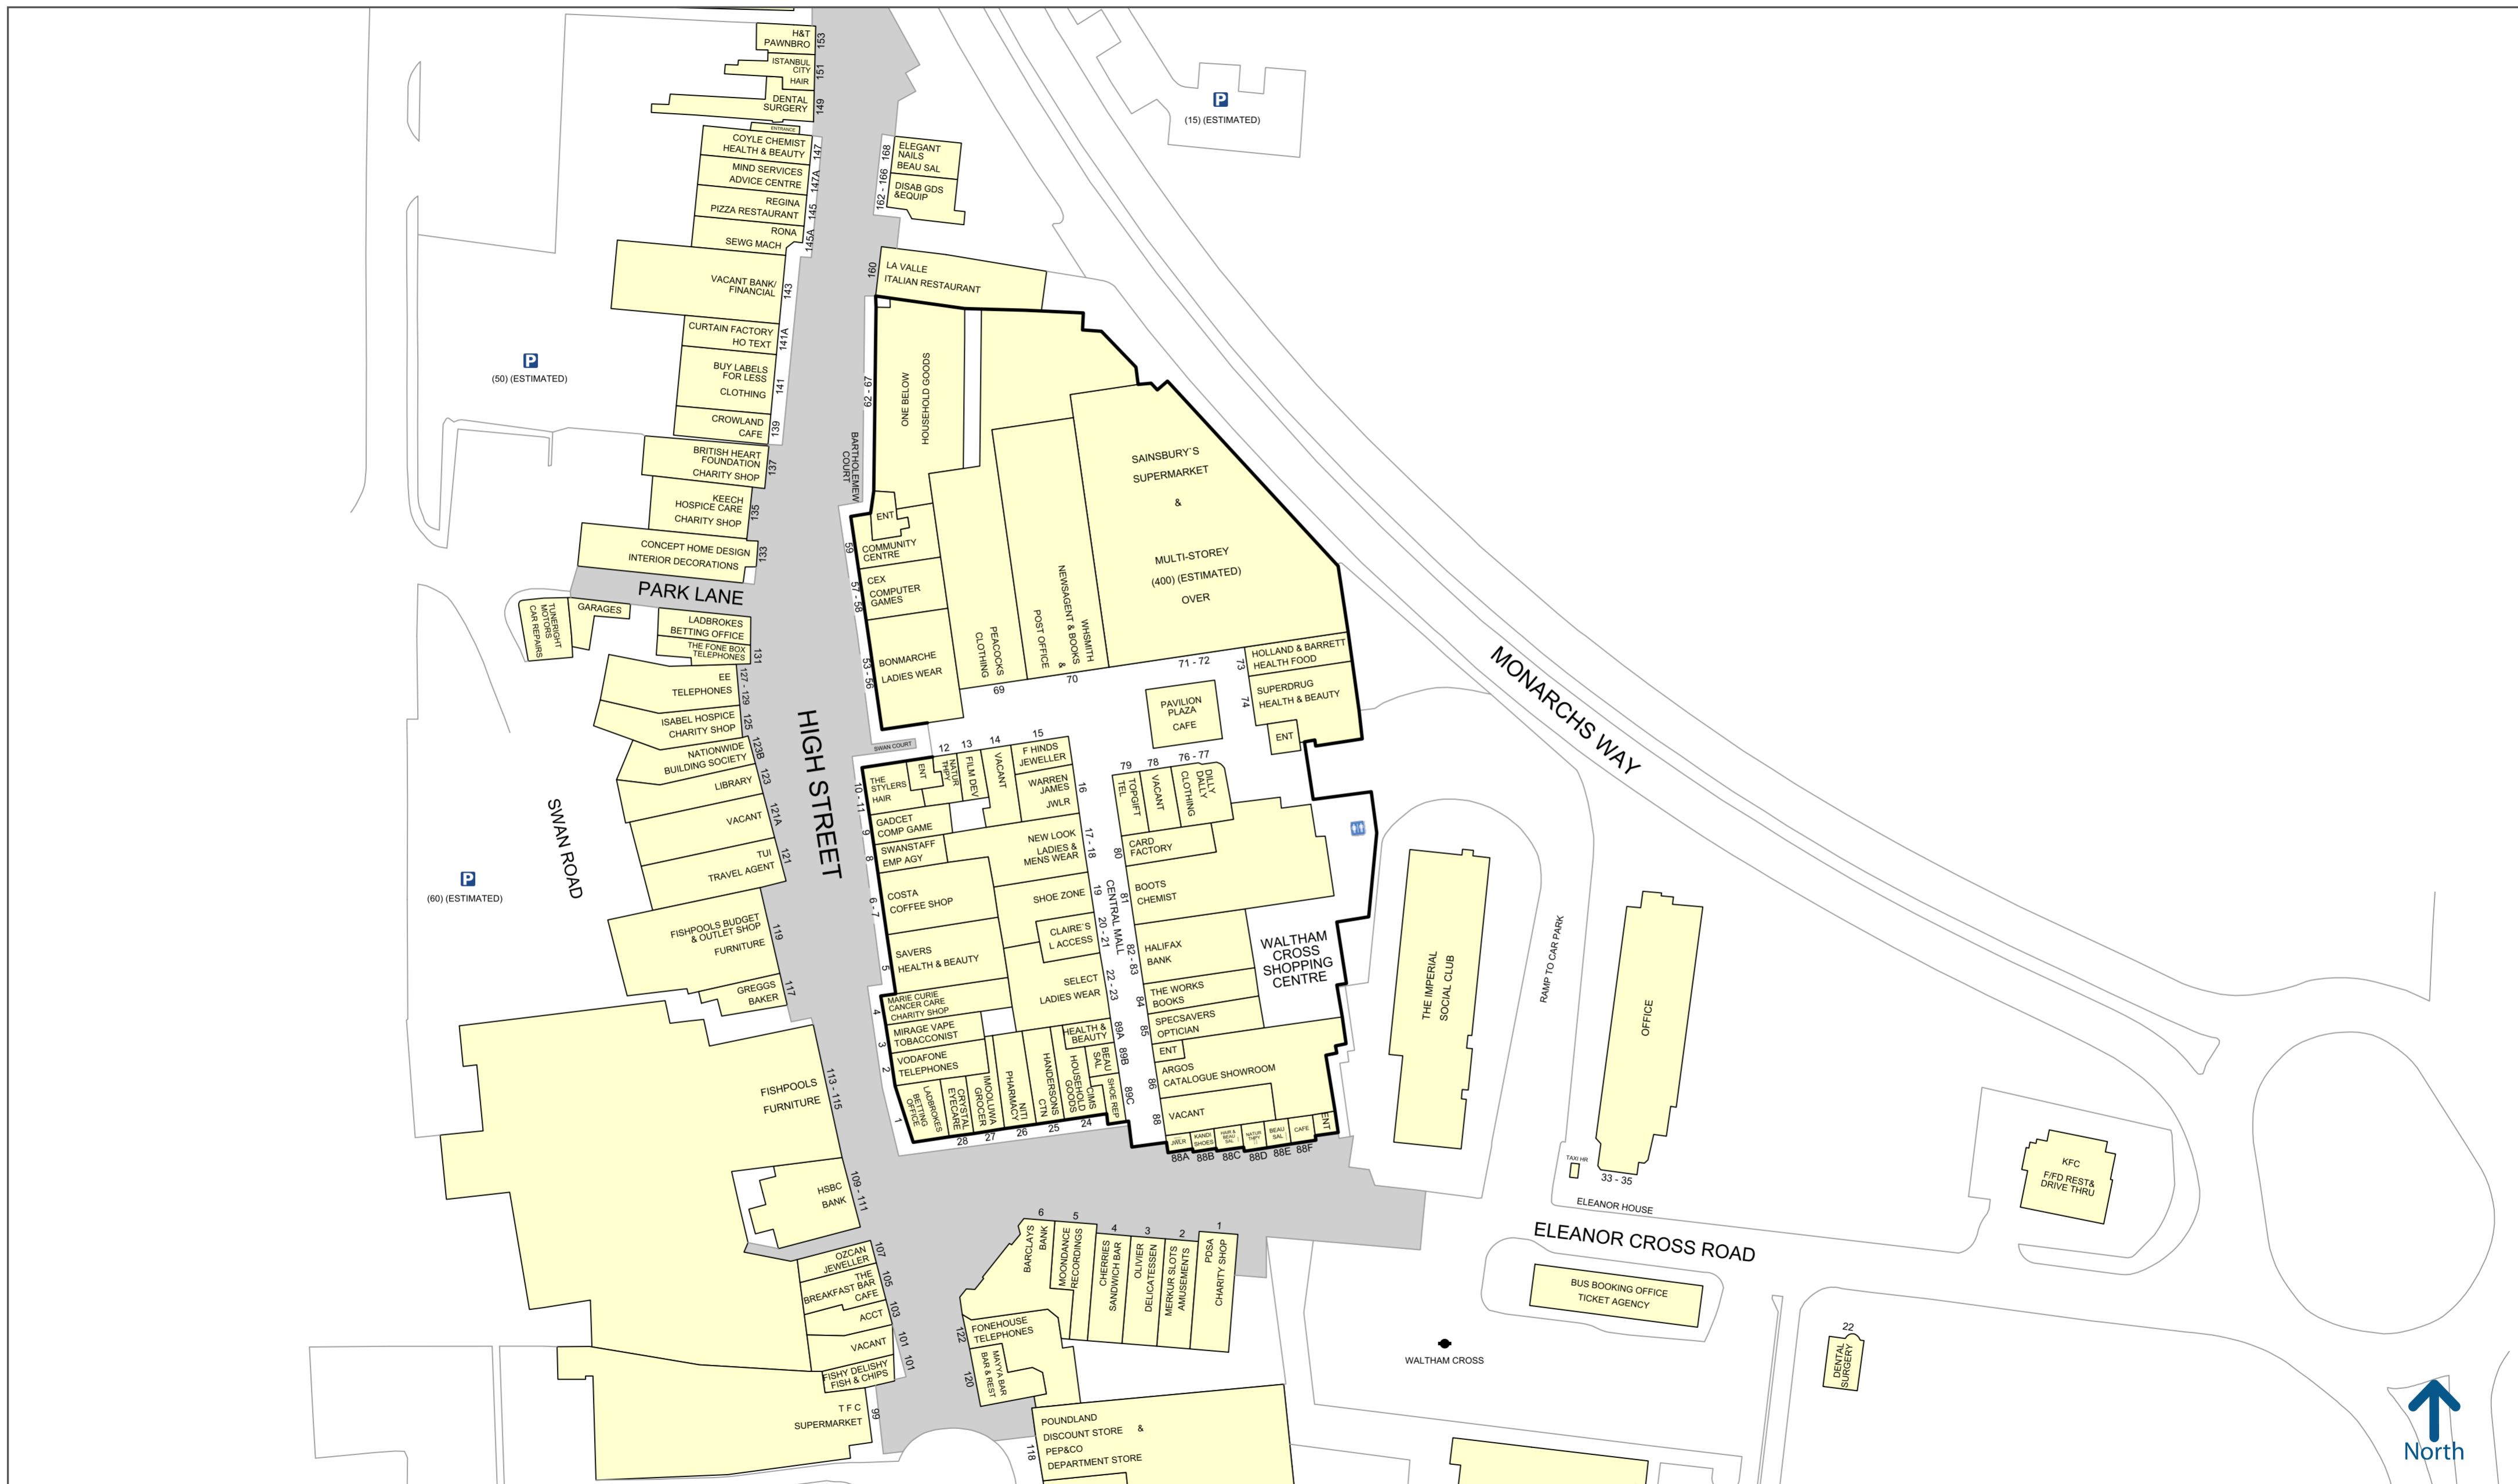 H&T
PAWNBRO
153
ISTANBUL
CITY
HAIR
151
DENTAL
SURGERY
149
ENTRANCE
COYLE CHEMIST
HEALTH & BEAUTY
147
MIND SERVICES
ADVICE CENTRE
147A
REGINA
PIZZA RESTAURANT
145
RONA
SEWG MACH
145A
VACANT BANK/
FINANCIAL
143
CURTAIN FACTORY
HO TEXT
141A
BUY LABELS
FOR LESS
CLOTHING
141
CROWLAND
CAFE
139
BRITISH HEART
FOUNDATION
CHARITY SHOP
137
KEECH
HOSPICE CARE
CHARITY SHOP
135
CONCEPT HOME DESIGN
INTERIOR DECORATIONS
133
P
(50) (ESTIMATED)
P
(15) (ESTIMATED)
168
ELEGANT
NAILS
BEAU SAL
162 - 166
DISAB GDS
&EQUIP
160
LA VALLE
ITALIAN RESTAURANT
62 - 67
ONE BELOW
HOUSEHOLD GOODS
BARTHOLEMEW
COURT
ENT
COMMUNITY
CENTRE
59
CEX
COMPUTER
GAMES
57 - 58
BONMARCHE
LADIES WEAR
53 - 56
PEACOCKS
CLOTHING
69
WHSMITH
&
NEWSAGENT & BOOKS
POST OFFICE
70
SAINSBURY`S
SUPERMARKET
&
MULTI-STOREY
(400) (ESTIMATED)
OVER
71 - 72
73
HOLLAND & BARRETT
HEALTH FOOD
74
SUPERDRUG
HEALTH & BEAUTY
ENT
PAVILION
PLAZA
CAFE
PARK LANE
TUNERIGHT
MOTORS
CAR REPAIRS
GARAGES
LADBROKES
BETTING OFFICE
THE FONE BOX
TELEPHONES
131
EE
TELEPHONES
127 - 129
ISABEL HOSPICE
CHARITY SHOP
125
NATIONWIDE
BUILDING SOCIETY
123B
LIBRARY
123
VACANT
121A
TUI
TRAVEL AGENT
121
FISHPOOLS BUDGET
& OUTLET SHOP
FURNITURE
119
GREGGS
BAKER
117
SWAN ROAD
P
(60) (ESTIMATED)
HIGH STREET
SWAN COURT
10 - 11
THE
STYLERS
HAIR
ENT
12
NATUR
THPY
13
FILM DEV
14
VACANT
15
F HINDS
JEWELLER
16
WARREN
JAMES
JWLR
9
GADCET
COMP GAME
8
SWANSTAFF
EMP AGY
17 - 18
NEW LOOK
LADIES &
MENS WEAR
6 - 7
COSTA
COFFEE SHOP
19
SHOE ZONE
20 - 21
CLAIRE`S
L ACCESS
5
SAVERS
HEALTH & BEAUTY
22 - 23
SELECT
LADIES WEAR
4
MARIE CURIE
CANCER CARE
CHARITY SHOP
3
MIRAGE VAPE
TOBACCONIST
2
VODAFONE
TELEPHONES
1
LADBROKES
BETTING
OFFICE
28
CRYSTAL
EYECARE
27
IMOOLUWA
GROCER
26
NITI
PHARMACY
25
HANDERSONS
CTN
24
CIMS
HOUSEHOLD
GOODS
HEALTH &
BEAUTY
89A
BEAU
SAL
89B
SHOE REP
89C
CENTRAL MALL
79
TOPGIFT
TEL
78
VACANT
76 - 77
DILLY
DALLY
CLOTHING
80
CARD
FACTORY
81
BOOTS
CHEMIST
82 - 83
HALIFAX
BANK
84
THE WORKS
BOOKS
85
SPECSAVERS
OPTICIAN
ENT
86
ARGOS
CATALOGUE SHOWROOM
88
VACANT
JWLR
88A
KANDI
SHOES
88B
HAIR &
BEAU
SAL
88C
NATUR
THPY
88D
BEAU
SAL
88E
CAFE
88F
ENT
WALTHAM
CROSS
SHOPPING
CENTRE
MONARCHS WAY
THE IMPERIAL
SOCIAL CLUB
RAMP TO CAR PARK
OFFICE
TAXI HR
33 - 35
ELEANOR HOUSE
ELEANOR CROSS ROAD
KFC
F/FD REST&
DRIVE THRU
BUS BOOKING OFFICE
TICKET AGENCY
22
DENTAL
SURGERY
WALTHAM CROSS
FISHPOOLS
FURNITURE
113 - 115
HSBC
BANK
109 - 111
OZCAN
JEWELLER
107
THE
BREAKFAST BAR
CAFE
105
ACCT
103
VACANT
101
FISHY DELISHY
FISH & CHIPS
101
T F C
SUPERMARKET
99
6
BARCLAYS
BANK
5
MOONDANCE
RECORDINGS
4
CHERRIES
SANDWICH BAR
3
OLIVIER
DELICATESSEN
2
MERKUR SLOTS
AMUSEMENTS
1
PDSA
CHARITY SHOP
122
FONEHOUSE
TELEPHONES
120
MAYYA BAR
BAR & REST
118
POUNDLAND
DISCOUNT STORE &
PEP&CO
DEPARTMENT STORE
North